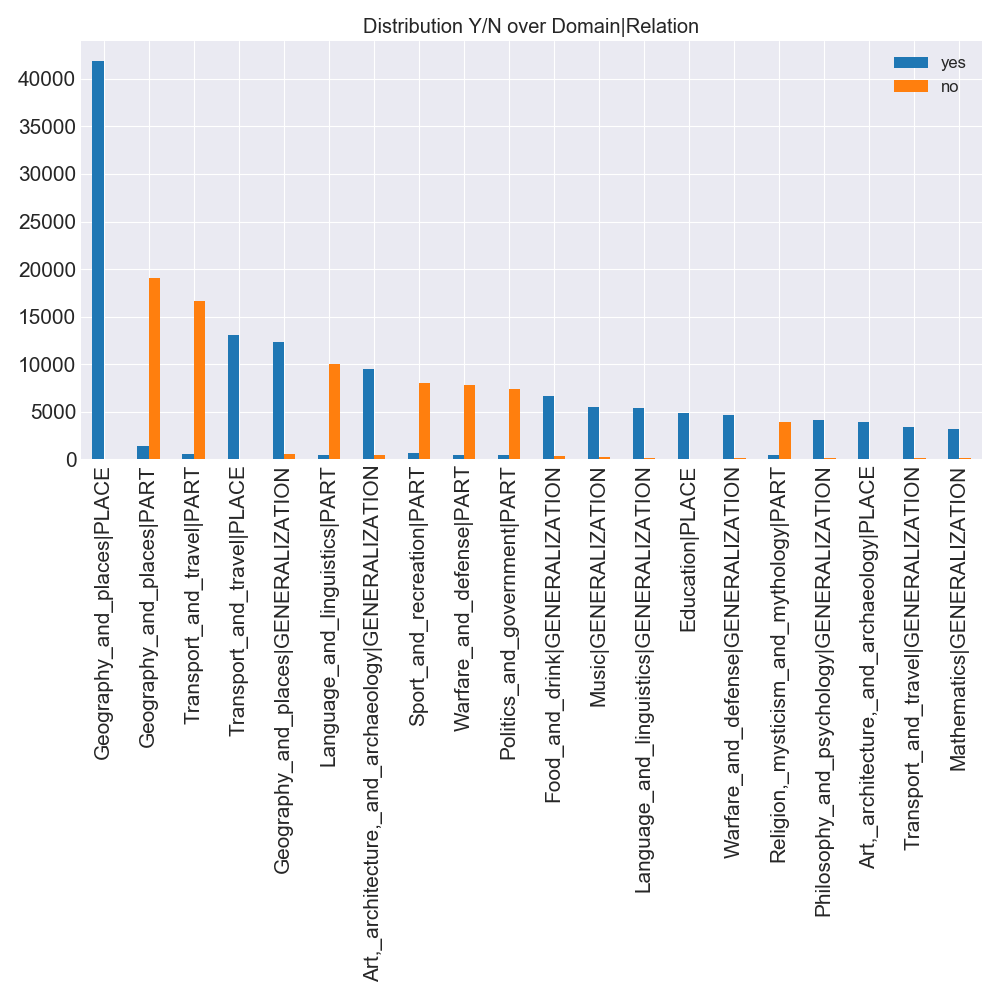 Distribution Y/N over Domain|Relation
yes
no
40000
35000
30000
25000
20000
15000
10000
5000
0
Geography_and_places|PLACE
Geography_and_places|PART
Transport_and_travel|PART
Transport_and_travel|PLACE
Geography_and_places|GENERALIZATION
Language_and_linguistics|PART
Art,_architecture,_and_archaeology|GENERALIZATION
Sport_and_recreation|PART
Warfare_and_defense|PART
Politics_and_government|PART
Food_and_drink|GENERALIZATION
Music|GENERALIZATION
Language_and_linguistics|GENERALIZATION
Education|PLACE
Warfare_and_defense|GENERALIZATION
Religion,_mysticism_and_mythology|PART
Philosophy_and_psychology|GENERALIZATION
Art,_architecture,_and_archaeology|PLACE
Transport_and_travel|GENERALIZATION
Mathematics|GENERALIZATION